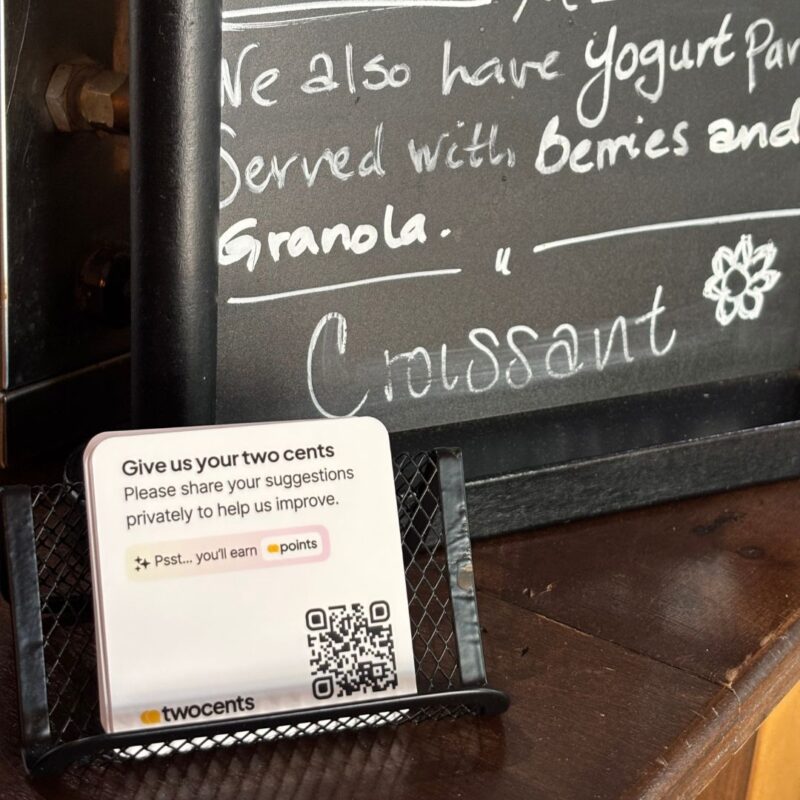 We also have Yogurt Par
Served with berries and
Granola.
Croissant
Give us your two cents
Please share your suggestions
privately to help us improve.
Psst... you'll earn points
twocents